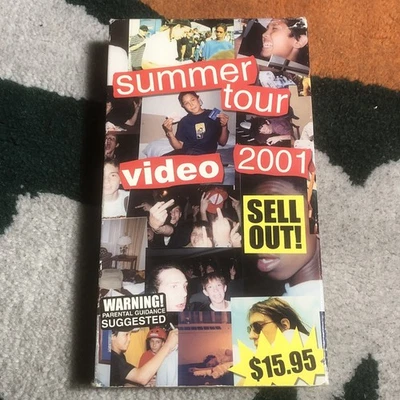 summer
tour
video 2001
SELL
OUT!
WARNING!
PARENTAL GUIDANCE
SUGGESTED
$15.95